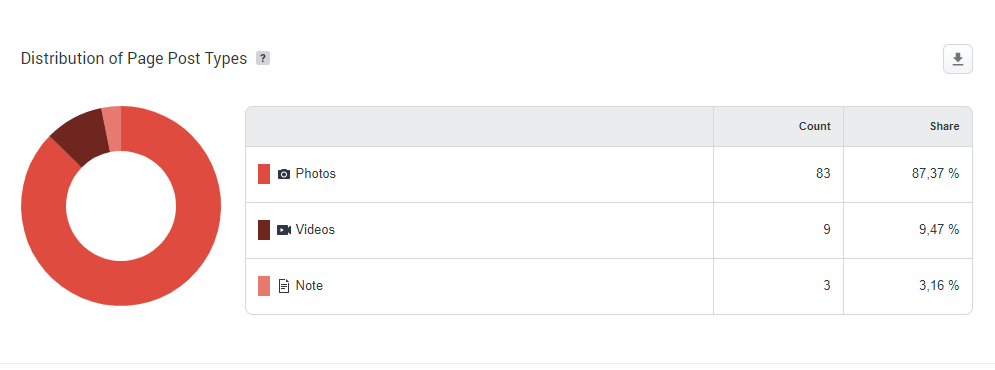 Distribution of Page Post Types ?
Count Share
Photos 83 87,37 %
Videos 9 9,47 %
Note 3 3,16 %